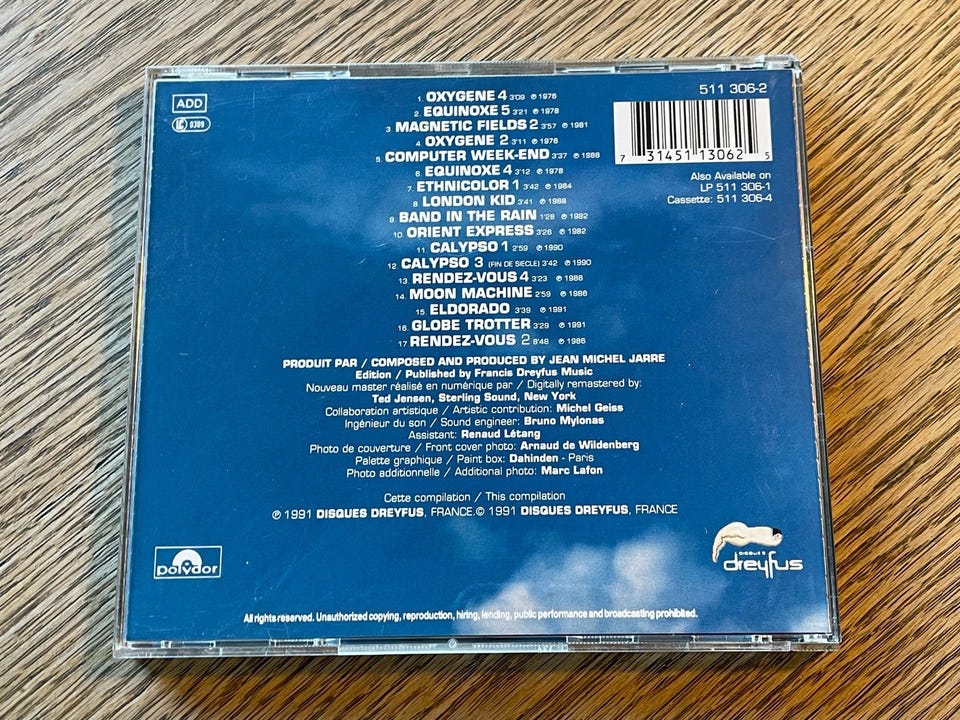 ADD
LC 0309
1. OXYGENE 4 3'09 ℗ 1976
2. EQUINOXE 5 3'21 ℗ 1978
3. MAGNETIC FIELDS 2 3'57 ℗ 1981
4. OXYGENE 2 3'11 ℗ 1976
5. COMPUTER WEEK-END 3'37 ℗ 1988
6. EQUINOXE 4 3'12 ℗ 1978
7. ETHNICOLOR 1 3'42 ℗ 1984
8. LONDON KID 3'41 ℗ 1988
9. BAND IN THE RAIN 1'28 ℗ 1982
10. ORIENT EXPRESS 3'26 ℗ 1982
11. CALYPSO 1 2'59 ℗ 1990
12. CALYPSO 3 (FIN DE SIECLE) 3'42 ℗ 1990
13. RENDEZ-VOUS 4 3'23 ℗ 1986
14. MOON MACHINE 2'59 ℗ 1986
15. ELDORADO 3'39 ℗ 1991
16. GLOBE TROTTER 3'29 ℗ 1991
17. RENDEZ-VOUS 2 8'48 ℗ 1986
511 306-2
7 31451 13062 5
Also Available on
LP 511 306-1
Cassette: 511 306-4
PRODUIT PAR / COMPOSED AND PRODUCED BY JEAN MICHEL JARRE
Edition / Published by Francis Dreyfus Music
Nouveau master réalisé en numérique par / Digitally remastered by:
Ted Jensen, Sterling Sound, New York
Collaboration artistique / Artistic contribution: Michel Geiss
Ingénieur du son / Sound engineer: Bruno Mylonas
Assistant: Renaud Létang
Photo de couverture / Front cover photo: Arnaud de Wildenberg
Palette graphique / Paint box: Dahinden - Paris
Photo additionnelle / Additional photo: Marc Lafon
Cette compilation / This compilation
℗ 1991 DISQUES DREYFUS, FRANCE.© 1991 DISQUES DREYFUS, FRANCE
polydor
DISQUES
dreyfus
All rights reserved. Unauthorized copying, reproduction, hiring, lending, public performance and broadcasting prohibited.